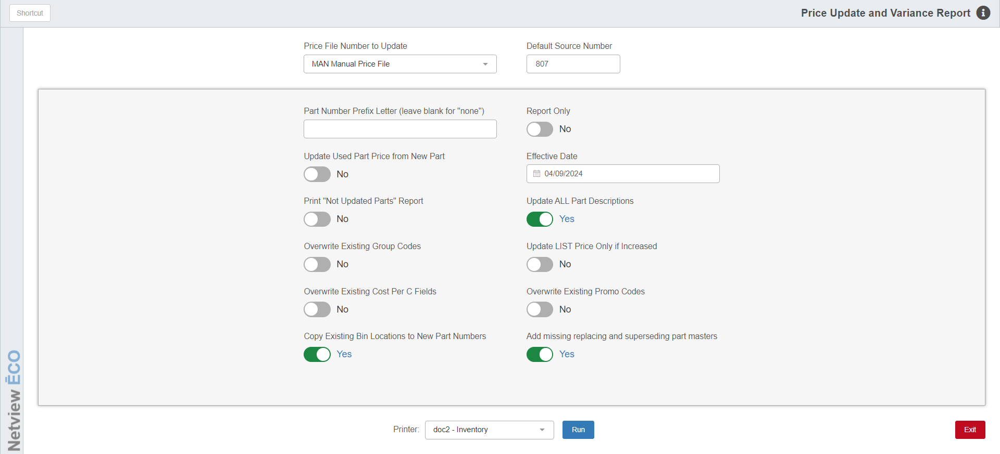 Shortcut
Price Update and Variance Report
Price File Number to Update
Default Source Number
MAN Manual Price File
807
Part Number Prefix Letter (leave blank for "none")
Report Only
No
Update Used Part Price from New Part
Effective Date
No
04/09/2024
Print "Not Updated Parts" Report
Update ALL Part Descriptions
No
Yes
Overwrite Existing Group Codes
Update LIST Price Only if Increased
No
No
Overwrite Existing Cost Per C Fields
Overwrite Existing Promo Codes
No
No
Copy Existing Bin Locations to New Part Numbers
Add missing replacing and superseding part masters
Yes
Yes
Netview ĒCO
Printer:
doc2 - Inventory
Run
Exit